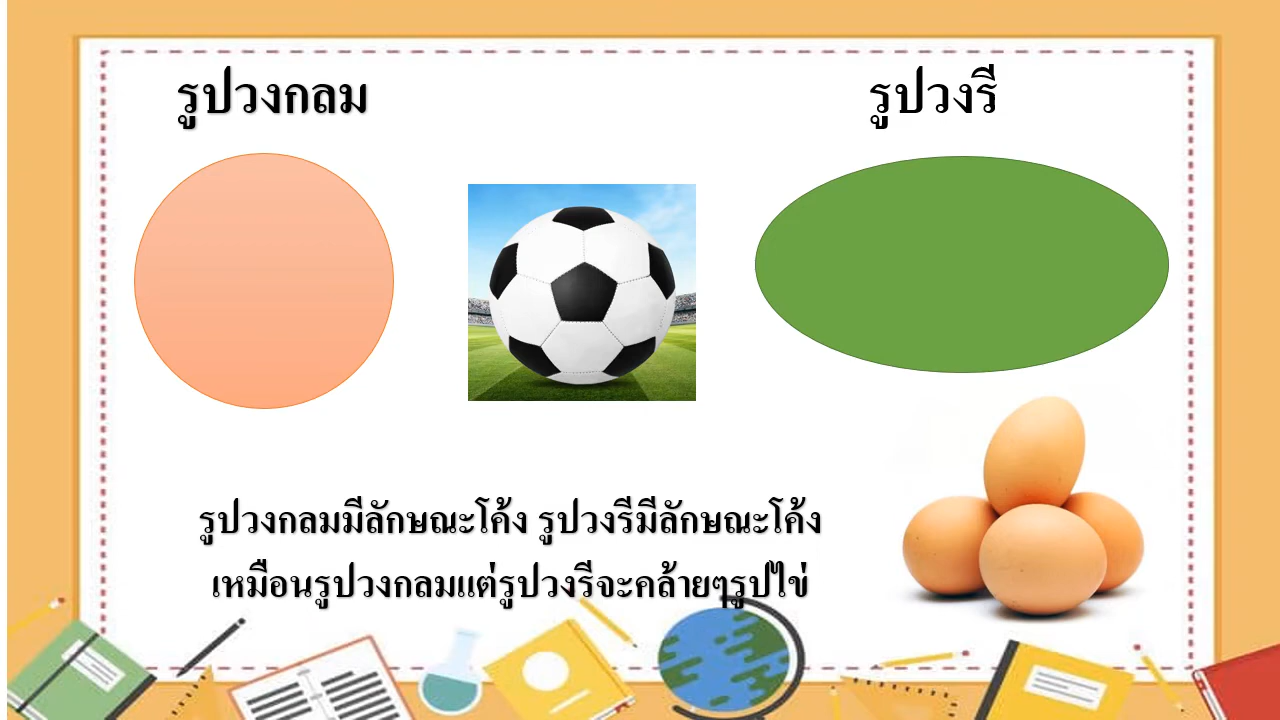 รูปวงกลม
รูปวงรี
รูปวงกลมมีลักษณะโค้ง รูปวงรีมีลักษณะโค้ง
เหมือนรูปวงกลมแต่รูปวงรีจะคล้ายๆรูปไข่